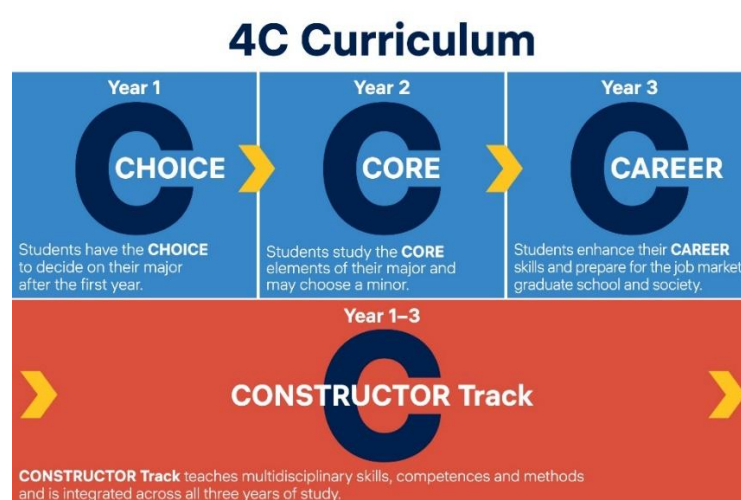 4C Curriculum
Year 1
CHOICE
Students have the CHOICE
to decide on their major
after the first year.
Year 2
CORE
Students study the CORE
elements of their major and
may choose a minor.
Year 3
CAREER
Students enhance their CAREER
skills and prepare for the job market,
graduate school and society.
Year 1–3
CONSTRUCTOR Track
CONSTRUCTOR Track teaches multidisciplinary skills, competences and methods
and is integrated across all three years of study.